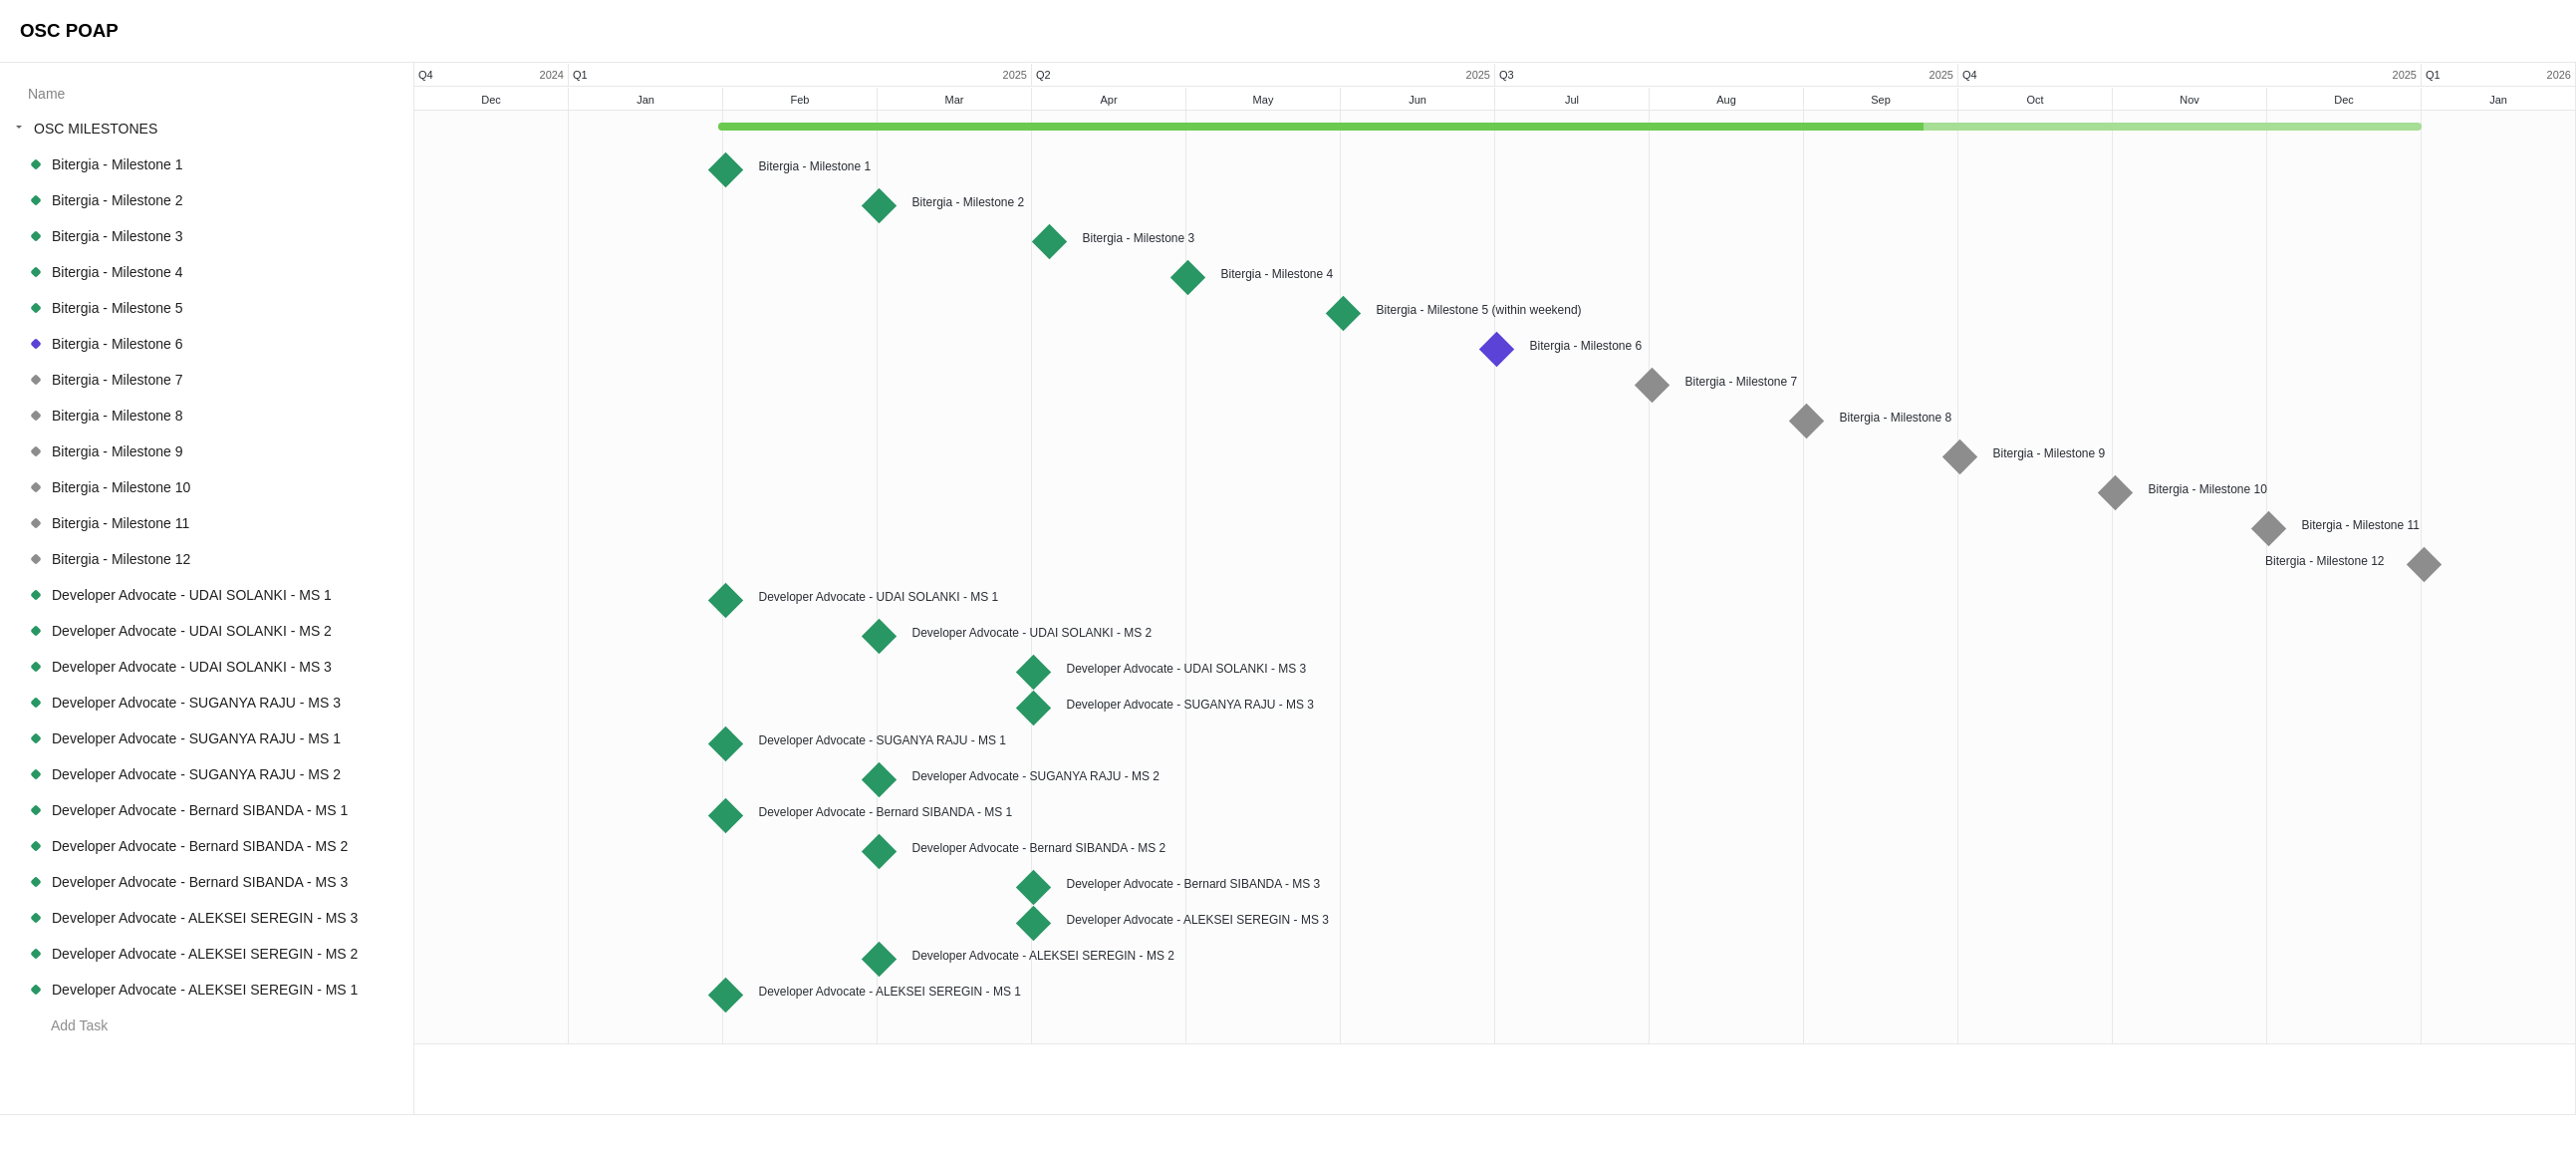 OSC POAP
Q4 2024 Q1 2025 Q2 2025 Q3 2025 Q4 2025 Q1 2026
Name
Dec Jan Feb Mar Apr May Jun Jul Aug Sep Oct Nov Dec Jan
OSC MILESTONES
Bitergia - Milestone 1 Bitergia - Milestone 1
Bitergia - Milestone 2 Bitergia - Milestone 2
Bitergia - Milestone 3 Bitergia - Milestone 3
Bitergia - Milestone 4 Bitergia - Milestone 4
Bitergia - Milestone 5 Bitergia - Milestone 5 (within weekend)
Bitergia - Milestone 6 Bitergia - Milestone 6
Bitergia - Milestone 7 Bitergia - Milestone 7
Bitergia - Milestone 8 Bitergia - Milestone 8
Bitergia - Milestone 9 Bitergia - Milestone 9
Bitergia - Milestone 10 Bitergia - Milestone 10
Bitergia - Milestone 11 Bitergia - Milestone 11
Bitergia - Milestone 12 Bitergia - Milestone 12
Developer Advocate - UDAI SOLANKI - MS 1 Developer Advocate - UDAI SOLANKI - MS 1
Developer Advocate - UDAI SOLANKI - MS 2 Developer Advocate - UDAI SOLANKI - MS 2
Developer Advocate - UDAI SOLANKI - MS 3 Developer Advocate - UDAI SOLANKI - MS 3
Developer Advocate - SUGANYA RAJU - MS 3 Developer Advocate - SUGANYA RAJU - MS 3
Developer Advocate - SUGANYA RAJU - MS 1 Developer Advocate - SUGANYA RAJU - MS 1
Developer Advocate - SUGANYA RAJU - MS 2 Developer Advocate - SUGANYA RAJU - MS 2
Developer Advocate - Bernard SIBANDA - MS 1 Developer Advocate - Bernard SIBANDA - MS 1
Developer Advocate - Bernard SIBANDA - MS 2 Developer Advocate - Bernard SIBANDA - MS 2
Developer Advocate - Bernard SIBANDA - MS 3 Developer Advocate - Bernard SIBANDA - MS 3
Developer Advocate - ALEKSEI SEREGIN - MS 3 Developer Advocate - ALEKSEI SEREGIN - MS 3
Developer Advocate - ALEKSEI SEREGIN - MS 2 Developer Advocate - ALEKSEI SEREGIN - MS 2
Developer Advocate - ALEKSEI SEREGIN - MS 1 Developer Advocate - ALEKSEI SEREGIN - MS 1
Add Task